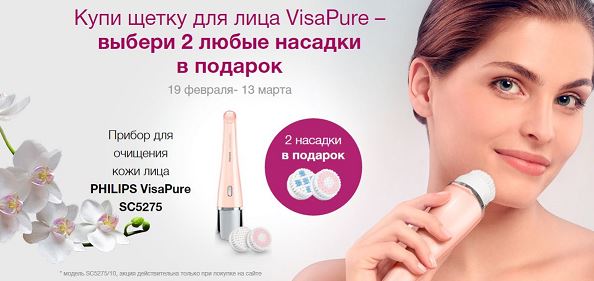 Купи щетку для лица VisaPure –
выбери 2 любые насадки
в подарок
19 февраля- 13 марта
Прибор для
очищения
кожи лица
PHILIPS VisaPure
SC5275
2 насадки
в подарок
* модель SC5275/10, акция действительна только при покупке на сайте